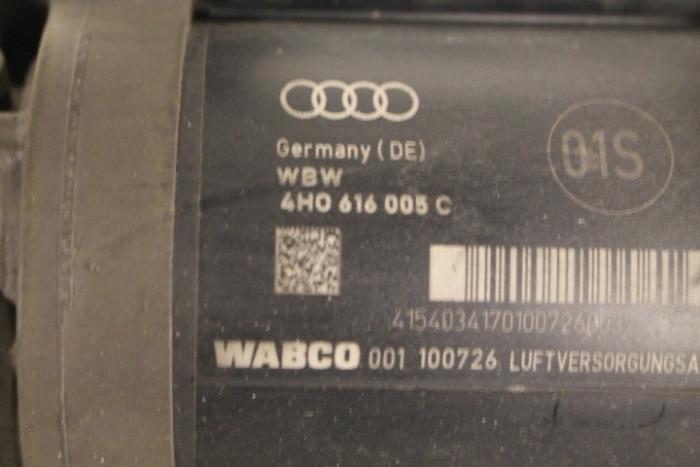 Germany (DE)
WBW
4H0 616 005 C
01S
WABCO 001 100726 LUFTVERSORGUNGSA